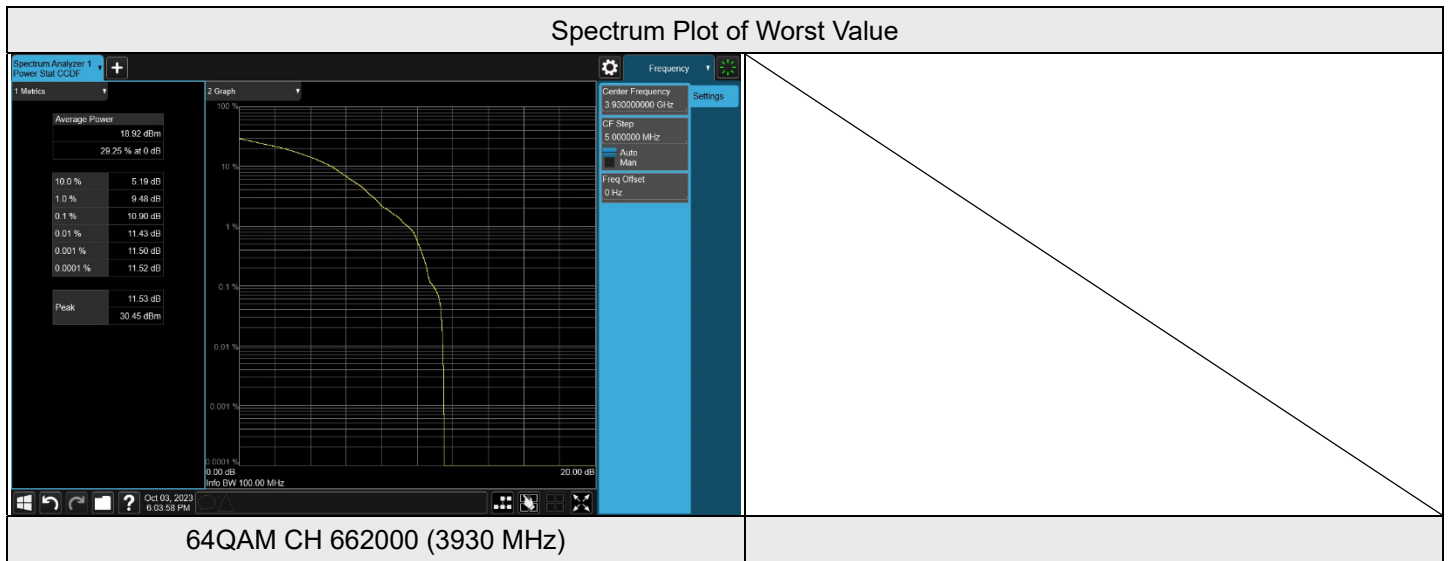 Spectrum Plot of Worst Value
Spectrum Analyzer 1
Power Stat CCDF
+
Frequency
1 Metrics
Average Power
18.92 dBm
29.25 % at 0 dB
10.0 % 5.19 dB
1.0 % 9.48 dB
0.1 % 10.90 dB
0.01 % 11.43 dB
0.001 % 11.50 dB
0.0001 % 11.52 dB
Peak
11.53 dB
30.45 dBm
2 Graph
100 %
10 %
1 %
0.1 %
0.01 %
0.001 %
0.0001 %
0.00 dB
20.00 dB
Info BW 100.00 MHz
Center Frequency
3.930000000 GHz
Settings
CF Step
5.000000 MHz
Auto
Man
Freq Offset
0 Hz
?
Oct 03, 2023
6:03:58 PM
64QAM CH 662000 (3930 MHz)